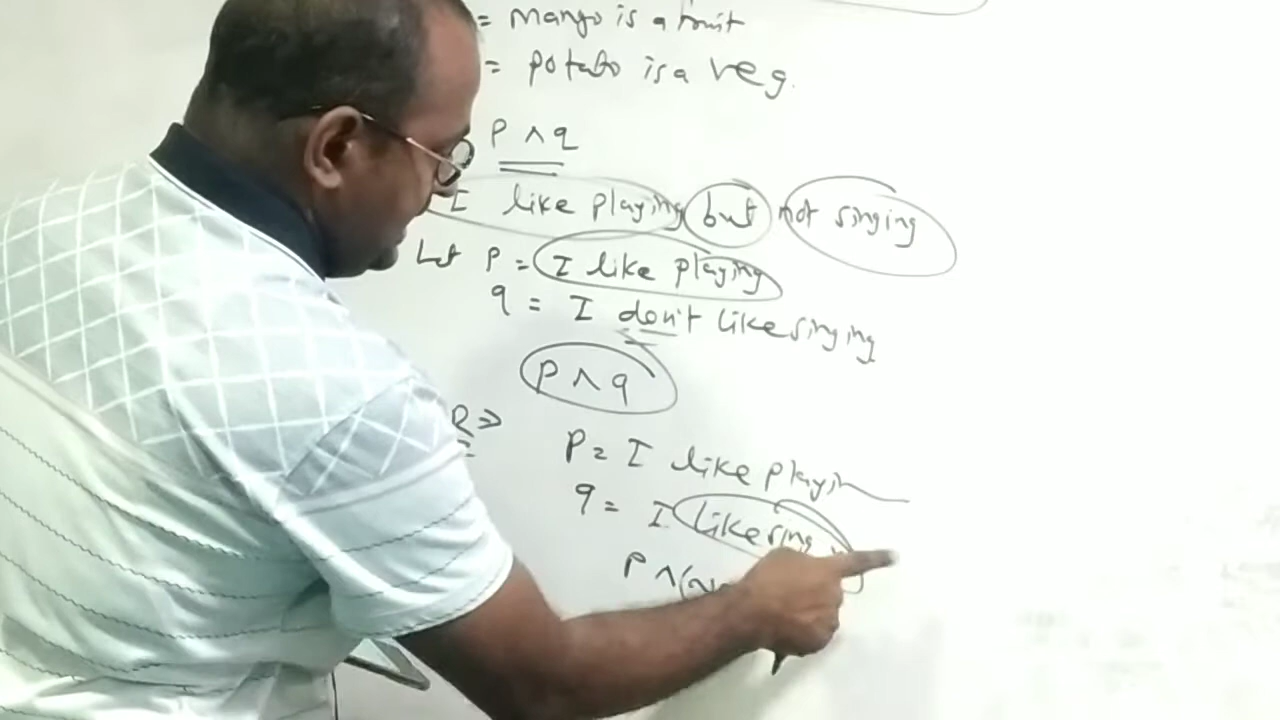 = Mango is a fruit
= potato is a veg.
P ∧ q
I like playing but not singing
Let P = I like playing
q = I don't like singing
P ∧ q
R ⇒
P = I like playing
q = I like sing
P ∧ (~